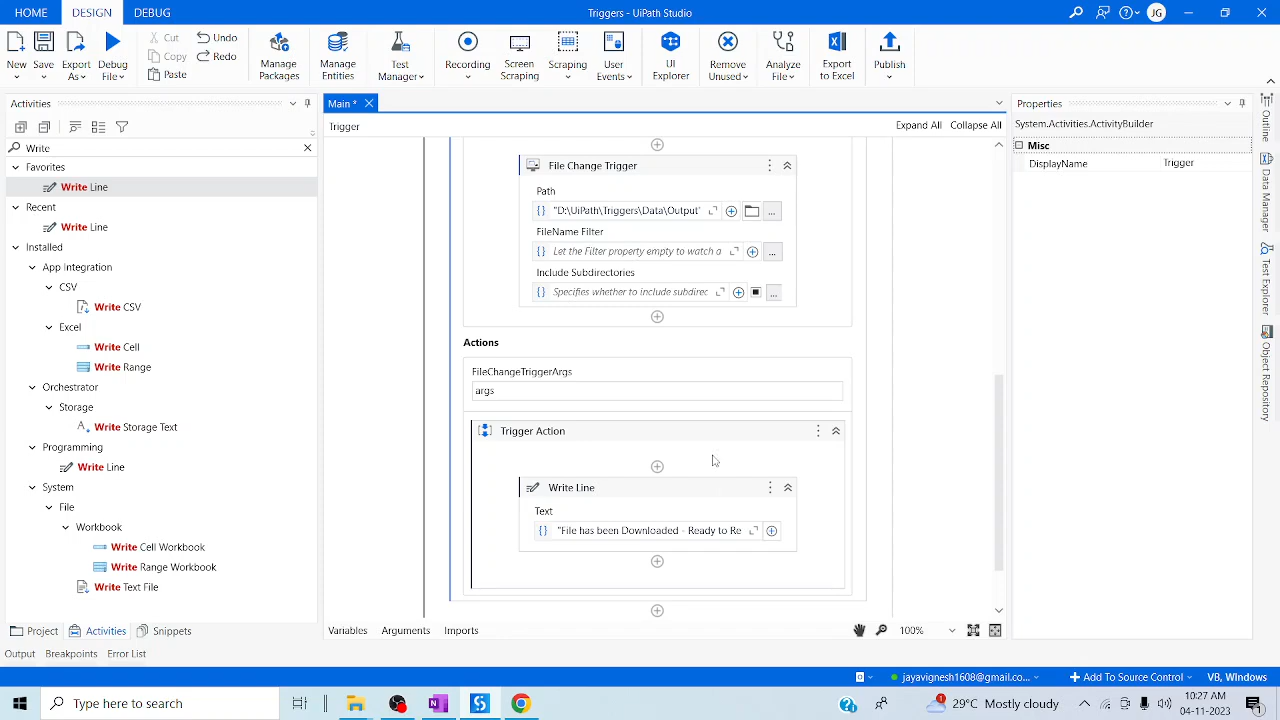 HOME DESIGN DEBUG
Triggers - UiPath Studio
JG
New Save Export As Debug File
Cut Copy Paste
Undo Redo
Manage Packages
Manage Entities
Test Manager
Recording
Screen Scraping
Scraping
User Events
UI Explorer
Remove Unused
Analyze File
Export to Excel
Publish
Activities
Write
Favorites
Write Line
Recent
Write Line
Installed
App Integration
CSV
Write CSV
Excel
Write Cell
Write Range
Orchestrator
Storage
Write Storage Text
Programming
Write Line
System
File
Workbook
Write Cell Workbook
Write Range Workbook
Write Text File
Project Activities Snippets
Output Breakpoints Error List
Main *
Trigger
Expand All Collapse All
File Change Trigger
Path
"D:\UiPath\Triggers\Data\Output"
...
FileName Filter
Let the Filter property empty to watch a
...
Include Subdirectories
Specifies whether to include subdirec
...
Actions
FileChangeTriggerArgs
args
Trigger Action
Write Line
Text
"File has been Downloaded - Ready to Re
Variables Arguments Imports
100%
Properties
System.Activities.ActivityBuilder
Misc
DisplayName Trigger
Outline
Data Manager
Test Explorer
Object Repository
jayavignesh1608@gmail.co...
Add To Source Control
VB, Windows
Type here to search
29°C Mostly cloudy
10:27 AM
04-11-2023